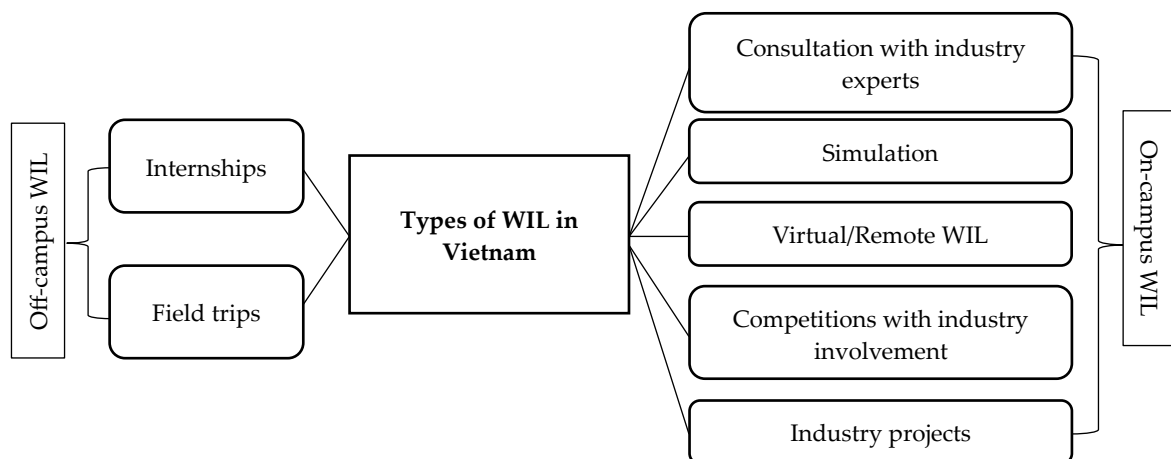 Off-campus WIL
Internships
Field trips
Types of WIL in
Vietnam
Consultation with industry
experts
Simulation
Virtual/Remote WIL
Competitions with industry
involvement
Industry projects
On-campus WIL